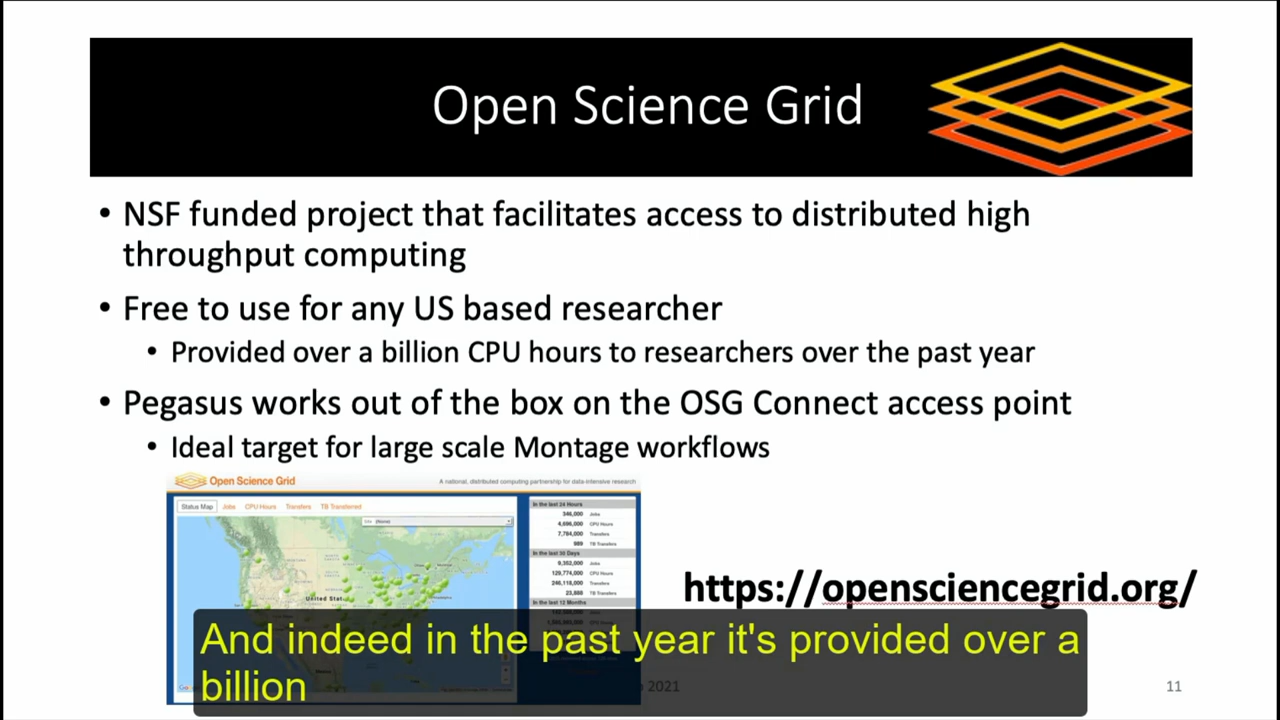 Open Science Grid
• NSF funded project that facilitates access to distributed high
throughput computing
• Free to use for any US based researcher
• Provided over a billion CPU hours to researchers over the past year
• Pegasus works out of the box on the OSG Connect access point
• Ideal target for large scale Montage workflows
Open Science Grid
A national, distributed computing partnership for data-intensive research
Status Map Jobs CPU Hours Transfers TB Transferred
Site (None)
In the last 24 Hours
346,000 Jobs
4,696,000 CPU Hours
7,784,000 Transfers
989 TB Transfers
In the last 30 Days
9,352,000 Jobs
129,774,000 CPU Hours
246,118,000 Transfers
23,888 TB Transfers
In the last 12 Months
United Stat
https://opensciencegrid.org/
And indeed in the past year it's provided over a
billion
2021
11